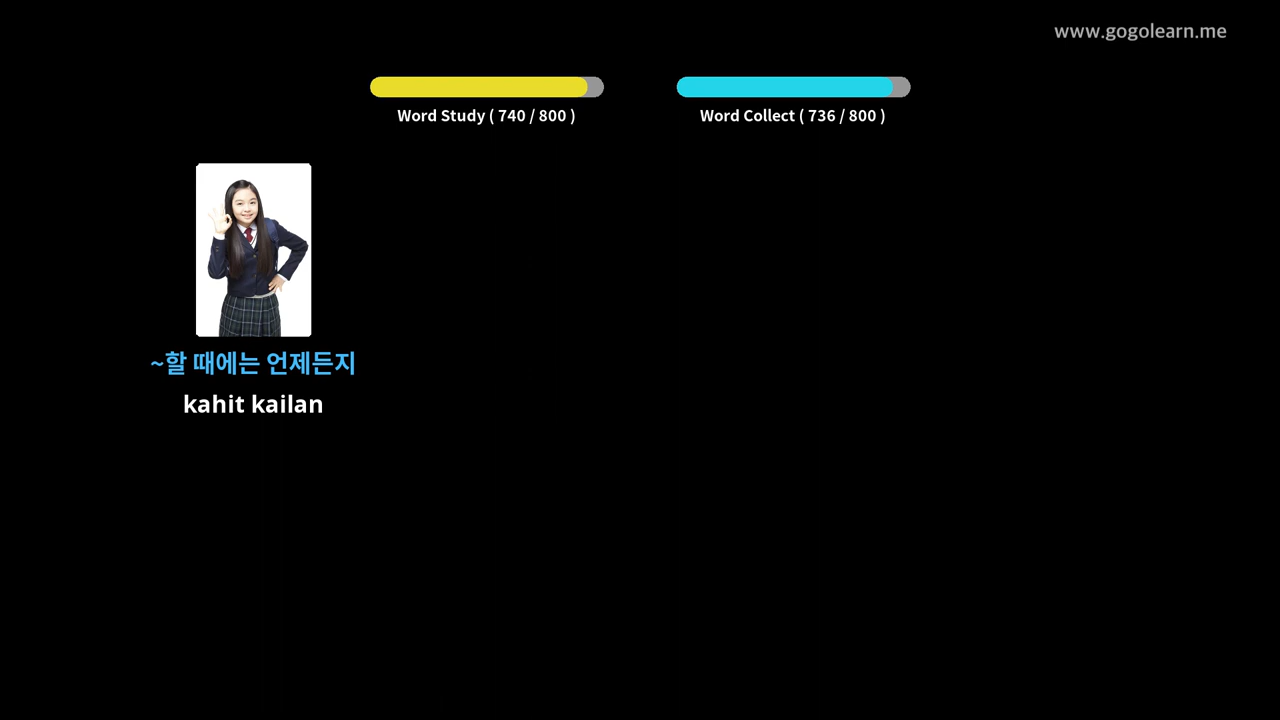 www.gogolearn.me
Word Study ( 740 / 800 )
Word Collect ( 736 / 800 )
~할 때에는 언제든지
kahit kailan